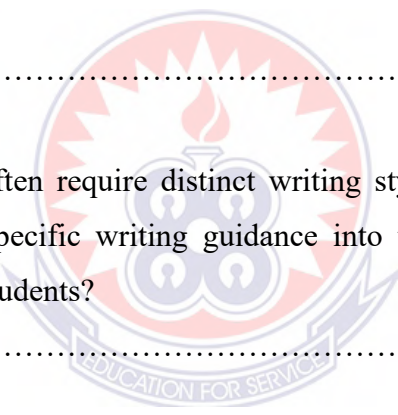 ................................................
ften require distinct writing sty
pecific writing guidance into
udents?
................................................
EDUCATION FOR SERVICE